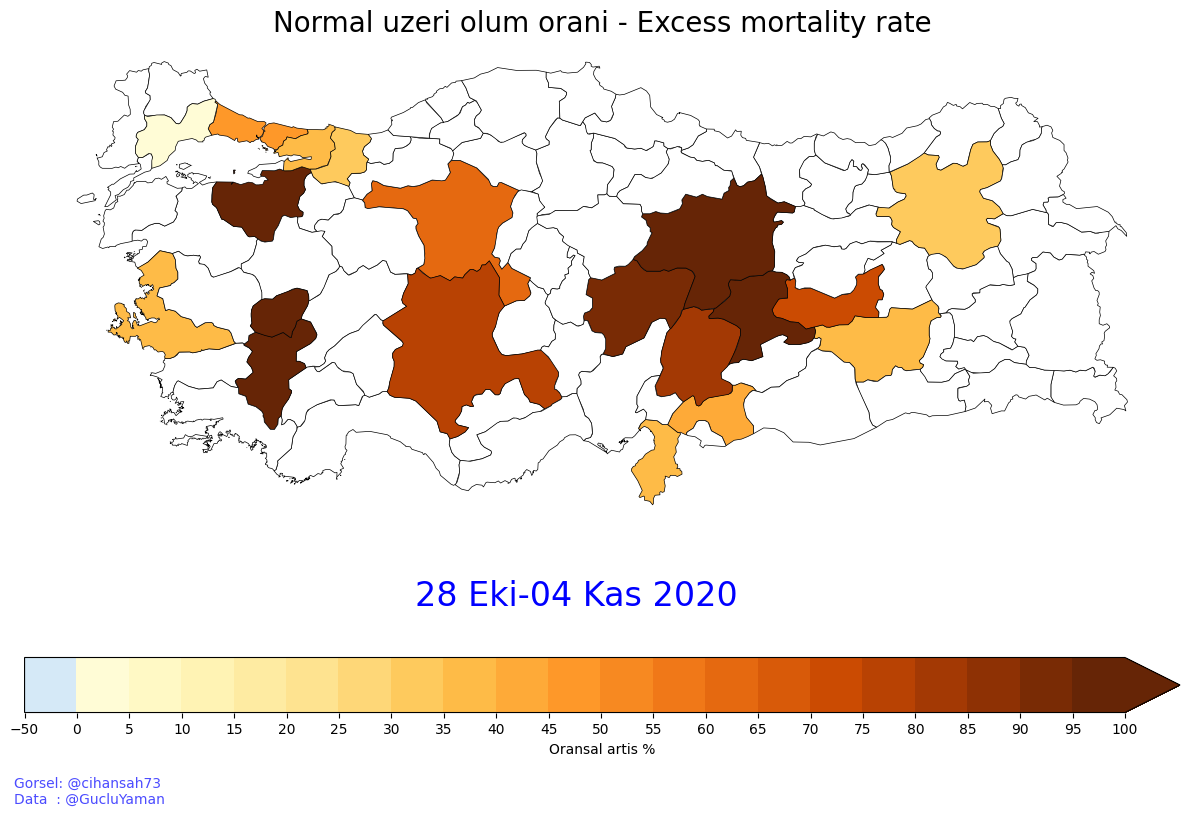 Normal uzeri olum orani - Excess mortality rate
28 Eki-04 Kas 2020
−50 0 5 10 15 20 25 30 35 40 45 50 55 60 65 70 75 80 85 90 95 100
Oransal artis %
Gorsel: @cihansah73
Data  : @GucluYaman